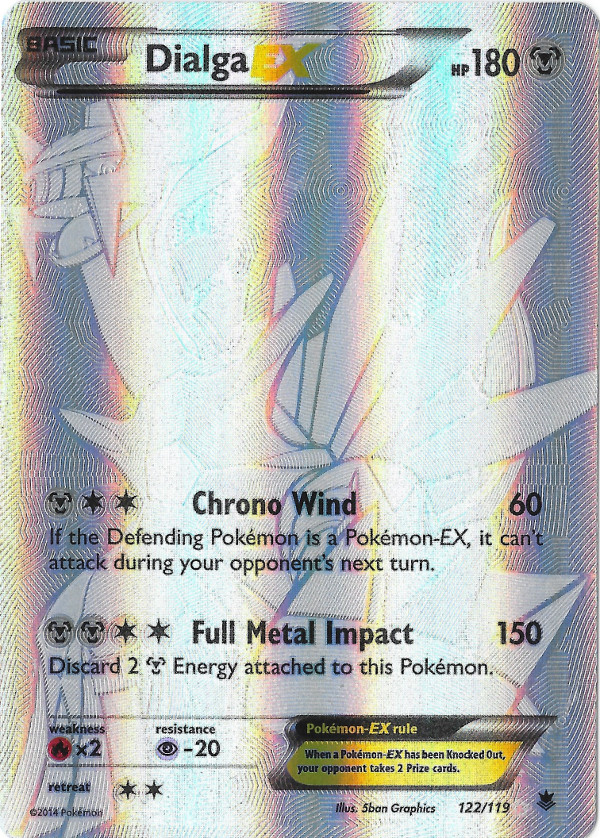 BASIC
Dialga EX
HP 180
Chrono Wind 60
If the Defending Pokémon is a Pokémon-EX, it can't
attack during your opponent's next turn.
Full Metal Impact 150
Discard 2 Energy attached to this Pokémon.
weakness resistance
×2 -20
retreat
Pokémon-EX rule
When a Pokémon-EX has been Knocked Out,
your opponent takes 2 Prize cards.
©2014 Pokémon Illus. 5ban Graphics 122/119